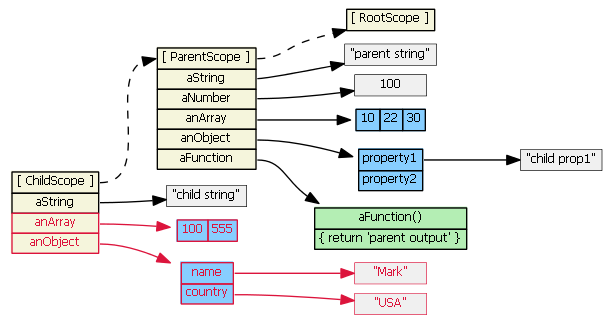 [ RootScope ]
[ ParentScope ]
aString
aNumber
anArray
anObject
aFunction
"parent string"
100
10 22 30
property1
property2
"child prop1"
aFunction()
{ return 'parent output' }
[ ChildScope ]
aString
anArray
anObject
"child string"
100 555
name
country
"Mark"
"USA"